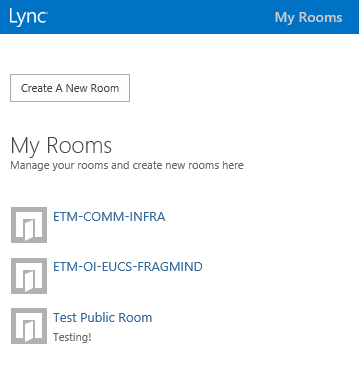 Lync
My Rooms
Create A New Room
My Rooms
Manage your rooms and create new rooms here
ETM-COMM-INFRA
ETM-OI-EUCS-FRAGMIND
Test Public Room
Testing!